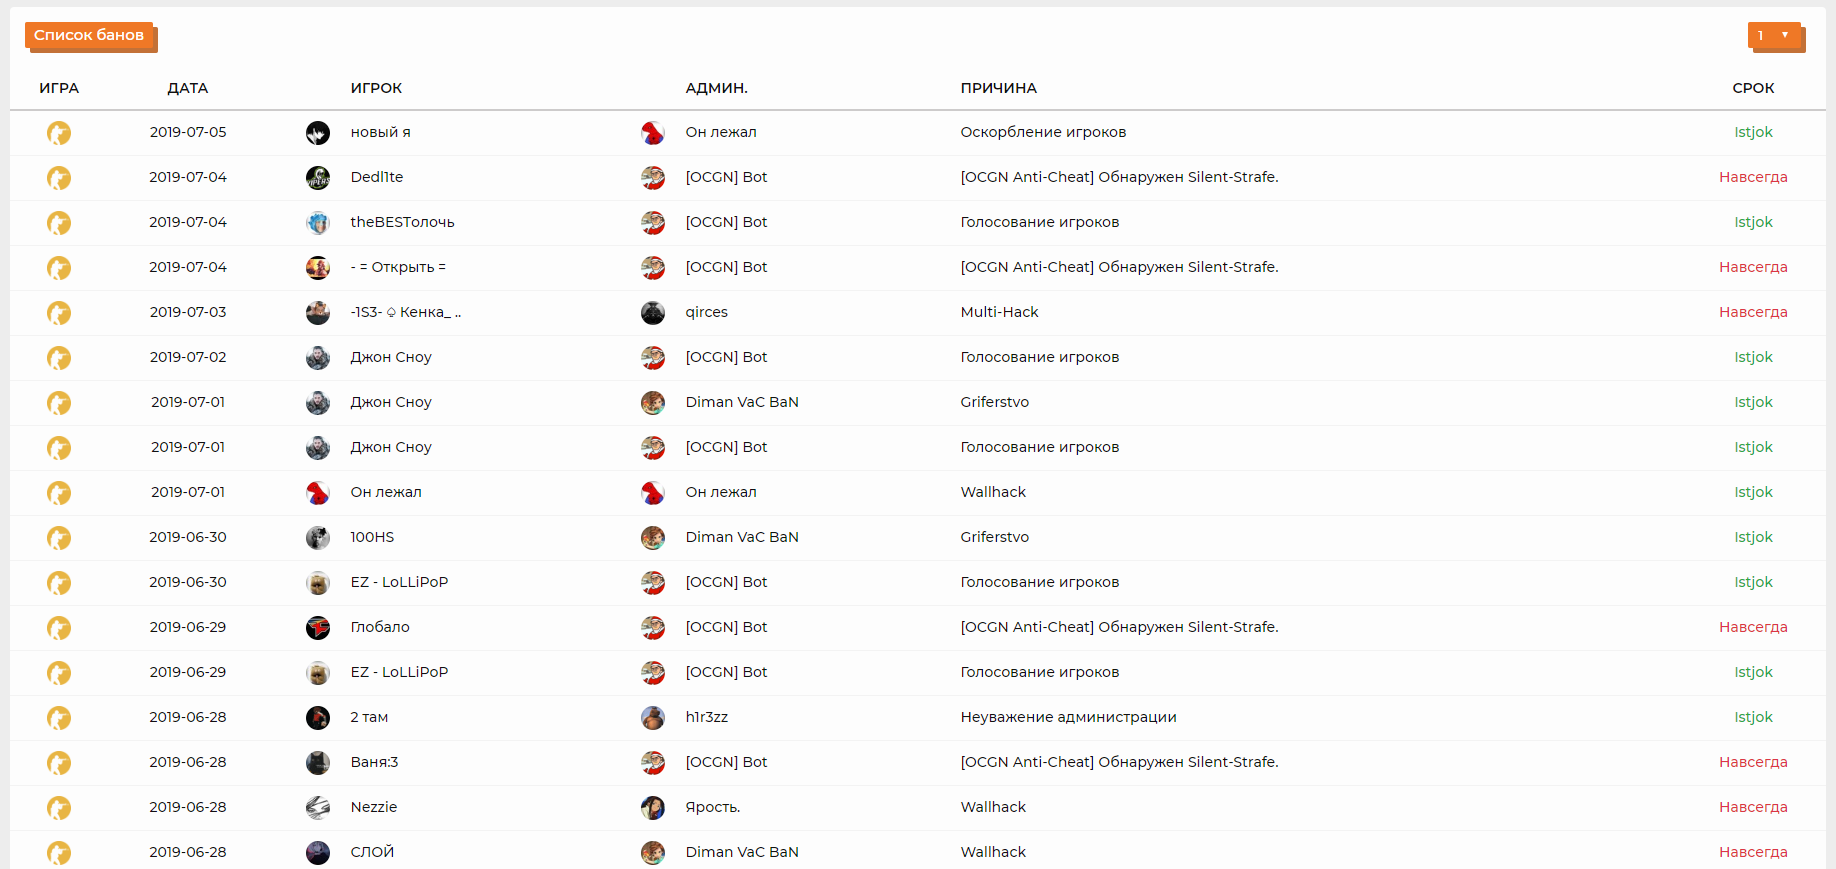 Список банов
1
ИГРА ДАТА ИГРОК АДМИН. ПРИЧИНА СРОК
2019-07-05 новый я Он лежал Оскорбление игроков Istjok
2019-07-04 Dedl1te [OCGN] Bot [OCGN Anti-Cheat] Обнаружен Silent-Strafe. Навсегда
2019-07-04 theBESTолочь [OCGN] Bot Голосование игроков Istjok
2019-07-04 - = Открыть = [OCGN] Bot [OCGN Anti-Cheat] Обнаружен Silent-Strafe. Навсегда
2019-07-03 -1S3- ♤ Кенка_ .. qirces Multi-Hack Навсегда
2019-07-02 Джон Сноу [OCGN] Bot Голосование игроков Istjok
2019-07-01 Джон Сноу Diman VaC BaN Griferstvo Istjok
2019-07-01 Джон Сноу [OCGN] Bot Голосование игроков Istjok
2019-07-01 Он лежал Он лежал Wallhack Istjok
2019-06-30 100HS Diman VaC BaN Griferstvo Istjok
2019-06-30 EZ - LoLLiPoP [OCGN] Bot Голосование игроков Istjok
2019-06-29 Глобало [OCGN] Bot [OCGN Anti-Cheat] Обнаружен Silent-Strafe. Навсегда
2019-06-29 EZ - LoLLiPoP [OCGN] Bot Голосование игроков Istjok
2019-06-28 2 там h1r3zz Неуважение администрации Istjok
2019-06-28 Ваня:3 [OCGN] Bot [OCGN Anti-Cheat] Обнаружен Silent-Strafe. Навсегда
2019-06-28 Nezzie Ярость. Wallhack Навсегда
2019-06-28 СЛОЙ Diman VaC BaN Wallhack Навсегда